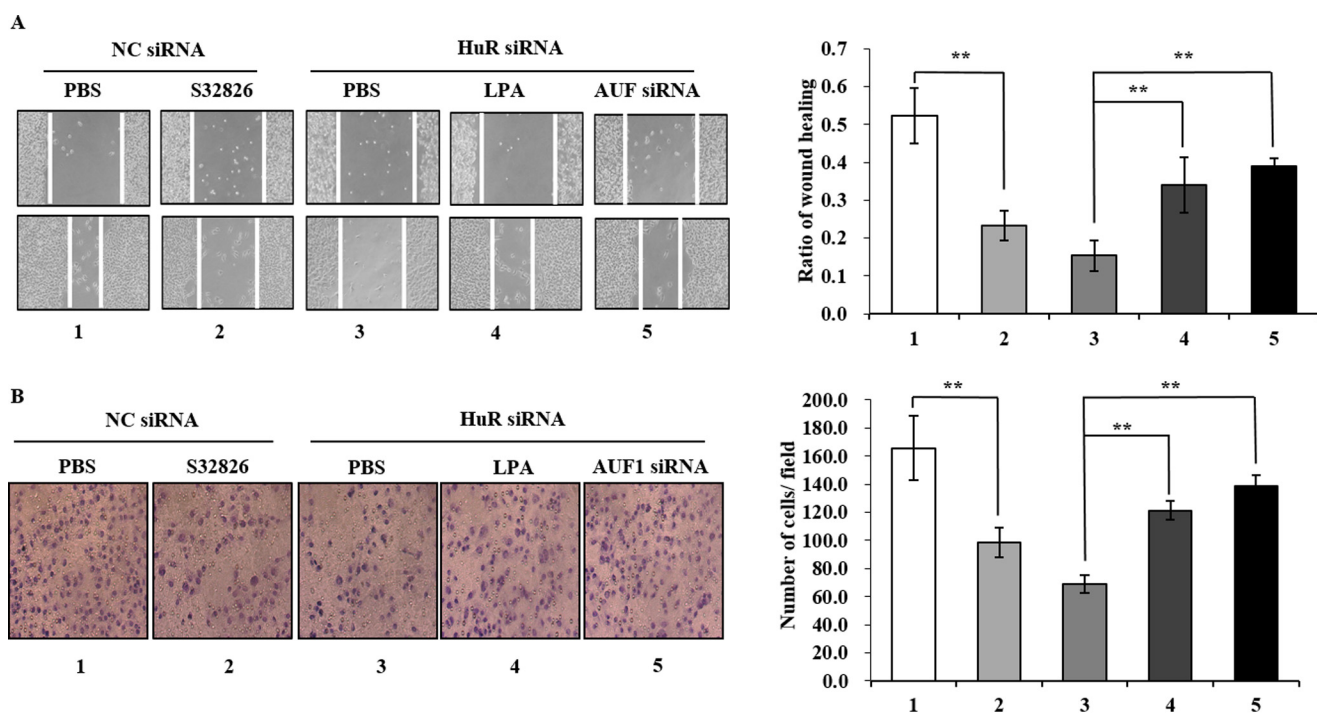 A
NC siRNA
HuR siRNA
PBS
S32826
PBS
LPA
AUF siRNA
1
2
3
4
5
Ratio of wound healing
0.7
0.6
0.5
0.4
0.3
0.2
0.1
0.0
**
**
**
1
2
3
4
5
B
NC siRNA
HuR siRNA
PBS
S32826
PBS
LPA
AUF1 siRNA
1
2
3
4
5
Number of cells/ field
200.0
180.0
160.0
140.0
120.0
100.0
80.0
60.0
40.0
20.0
0.0
**
**
**
1
2
3
4
5